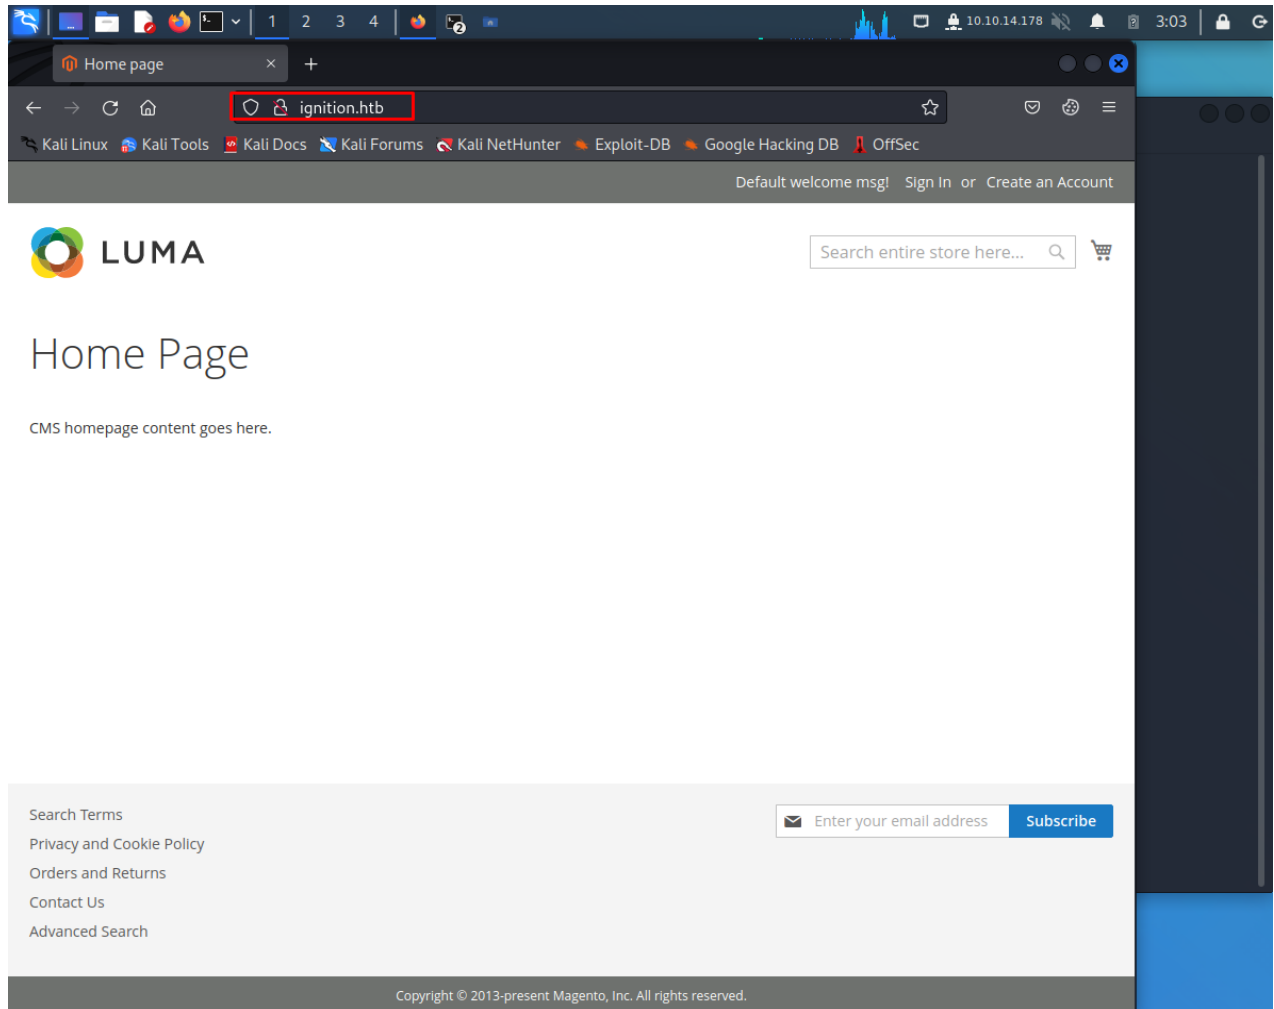 1 2 3 4 2 10.10.14.178 3:03
Home page
ignition.htb
Kali Linux Kali Tools Kali Docs Kali Forums Kali NetHunter Exploit-DB Google Hacking DB OffSec
Default welcome msg! Sign In or Create an Account
LUMA
Search entire store here...
Home Page
CMS homepage content goes here.
Search Terms
Privacy and Cookie Policy
Orders and Returns
Contact Us
Advanced Search
Enter your email address Subscribe
Copyright © 2013-present Magento, Inc. All rights reserved.